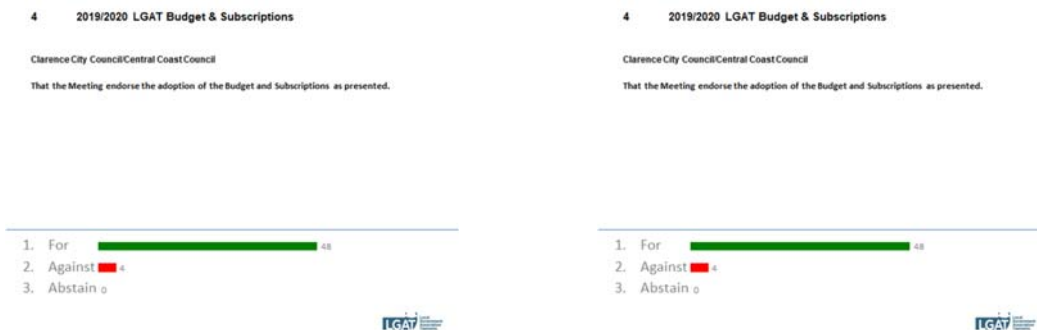 4 2019/2020 LGAT Budget & Subscriptions
Clarence City Council/Central Coast Council
That the Meeting endorse the adoption of the Budget and Subscriptions as presented.
1. For 48
2. Against 4
3. Abstain 0
LGAT
4 2019/2020 LGAT Budget & Subscriptions
Clarence City Council/Central Coast Council
That the Meeting endorse the adoption of the Budget and Subscriptions as presented.
1. For 48
2. Against 4
3. Abstain 0
LGAT